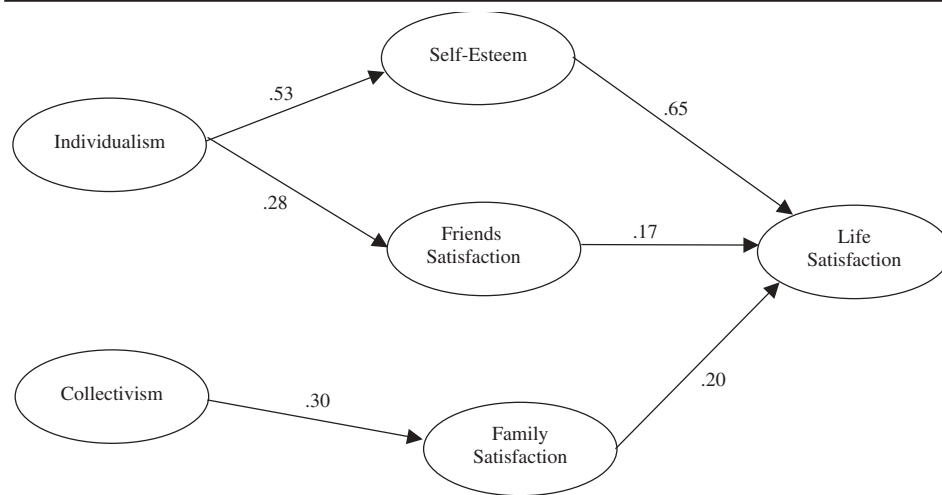 Self-Esteem
.53
.65
Individualism
.28
Friends
Satisfaction
.17
Life
Satisfaction
Collectivism
.30
.20
Family
Satisfaction